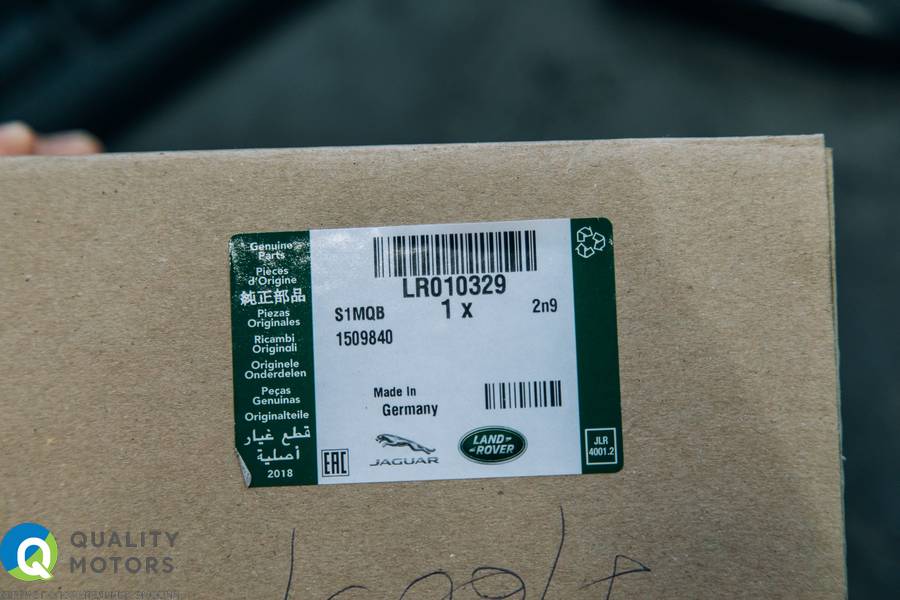 Genuine
Parts
Pièces
d'Origine
純正部品
Piezas
Originales
Ricambi
Originali
Originele
Onderdelen
Peças
Genuinas
Originalteile
قطع غيار
أصلية
2018
LR010329
1 x
2n9
S1MQB
1509840
Made In
Germany
EAC
JAGUAR
LAND
ROVER
JLR
4001.2
QUALITY
MOTORS